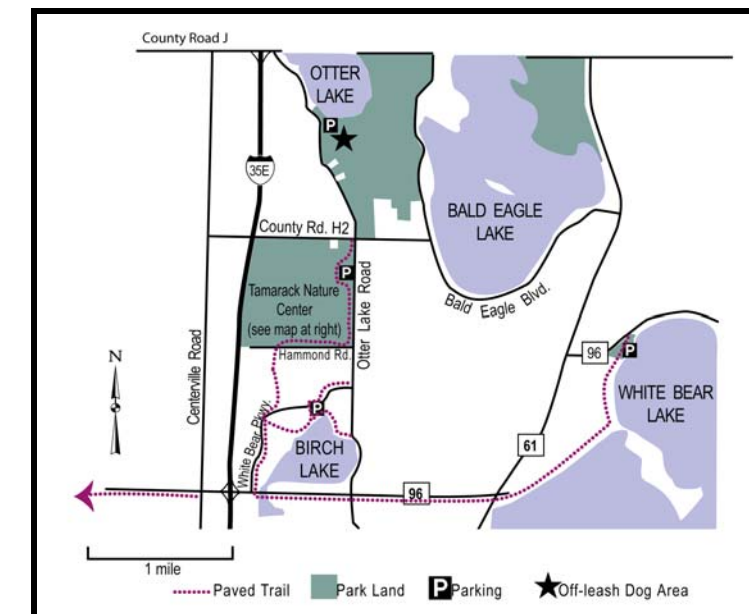 County Road J
OTTER
LAKE
P
35E
BALD EAGLE
LAKE
County Rd. H2
P
Tamarack Nature
Center
(see map at right)
Otter Lake Road
Bald Eagle Blvd.
Hammond Rd.
Centerville Road
N
96
P
WHITE BEAR
LAKE
White Bear Pkwy.
P
BIRCH
LAKE
61
96
1 mile
Paved Trail Park Land P Parking Off-leash Dog Area